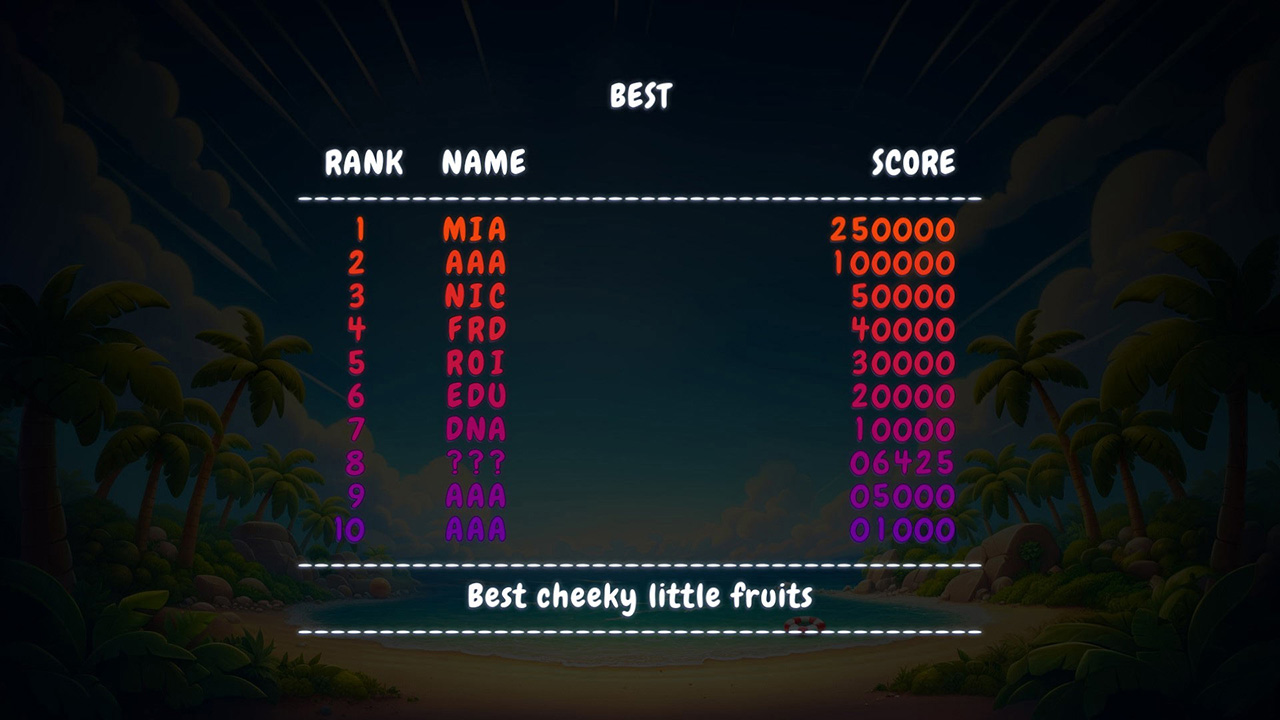 BEST
RANK NAME SCORE
1 MIA 250000
2 AAA 100000
3 NIC 50000
4 FRD 40000
5 ROI 30000
6 EDU 20000
7 DNA 10000
8 ??? 06425
9 AAA 05000
10 AAA 01000
Best cheeky little fruits